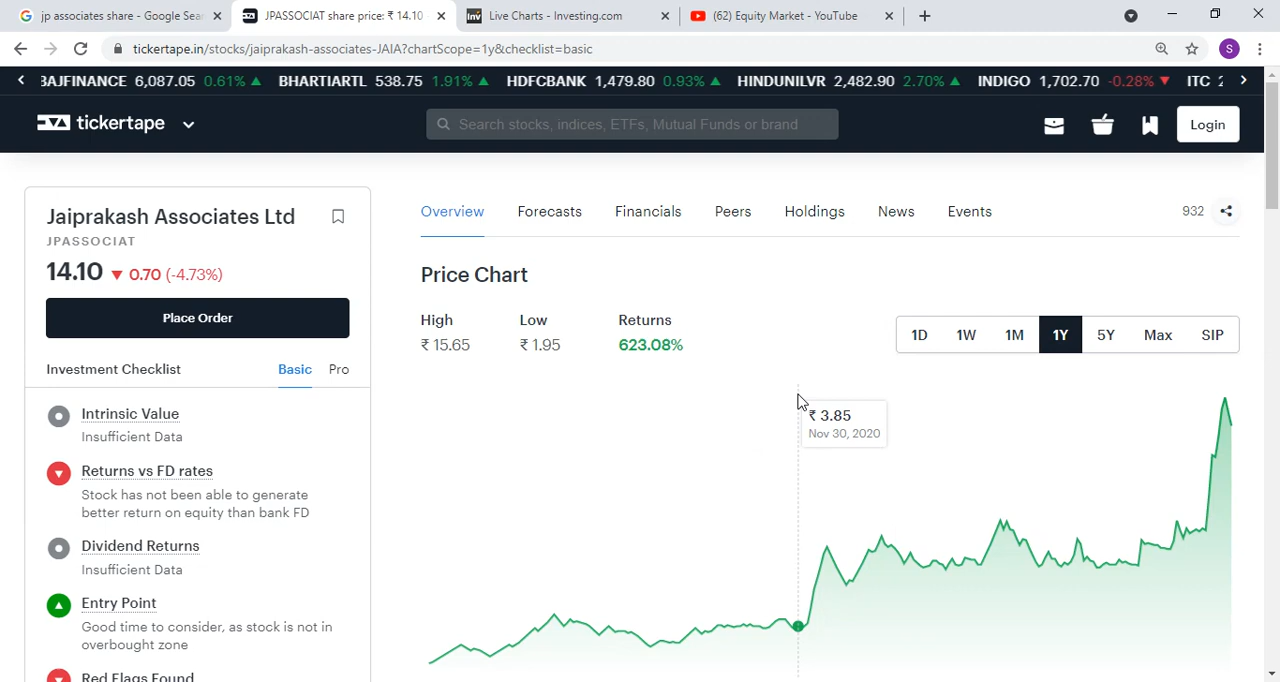 jp associates share - Google Sear
JPASSOCIAT share price: ₹ 14.10 -
Live Charts - Investing.com
(62) Equity Market - YouTube
tickertape.in/stocks/jaiprakash-associates-JAIA?chartScope=1y&checklist=basic
S
BAJFINANCE 6,087.05 0.61% ▲ BHARTIARTL 538.75 1.91% ▲ HDFCBANK 1,479.80 0.93% ▲ HINDUNILVR 2,482.90 2.70% ▲ INDIGO 1,702.70 -0.28% ▼ ITC
tickertape
Search stocks, indices, ETFs, Mutual Funds or brand
Login
Jaiprakash Associates Ltd
JPASSOCIAT
14.10 ▼ 0.70 (-4.73%)
Place Order
Investment Checklist Basic Pro
Intrinsic Value
Insufficient Data
Returns vs FD rates
Stock has not been able to generate
better return on equity than bank FD
Dividend Returns
Insufficient Data
Entry Point
Good time to consider, as stock is not in
overbought zone
Red Flags Found
Overview Forecasts Financials Peers Holdings News Events
932
Price Chart
High Low Returns
₹ 15.65 ₹ 1.95 623.08%
1D 1W 1M 1Y 5Y Max SIP
₹ 3.85
Nov 30, 2020